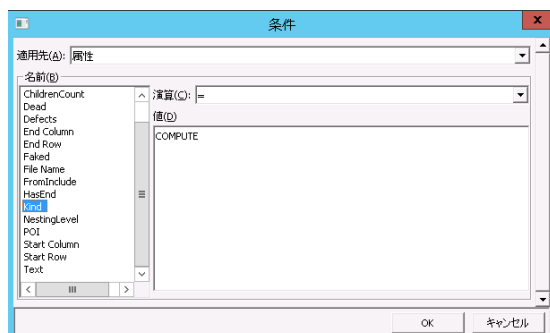 条件
x
適用先(A): 属性
名前(B)
ChildrenCount
Dead
Defects
End Column
End Row
Faked
File Name
FromInclude
HasEnd
Kind
NestingLevel
POI
Start Column
Start Row
Text
演算(C): =
値(D)
COMPUTE
OK
キャンセル